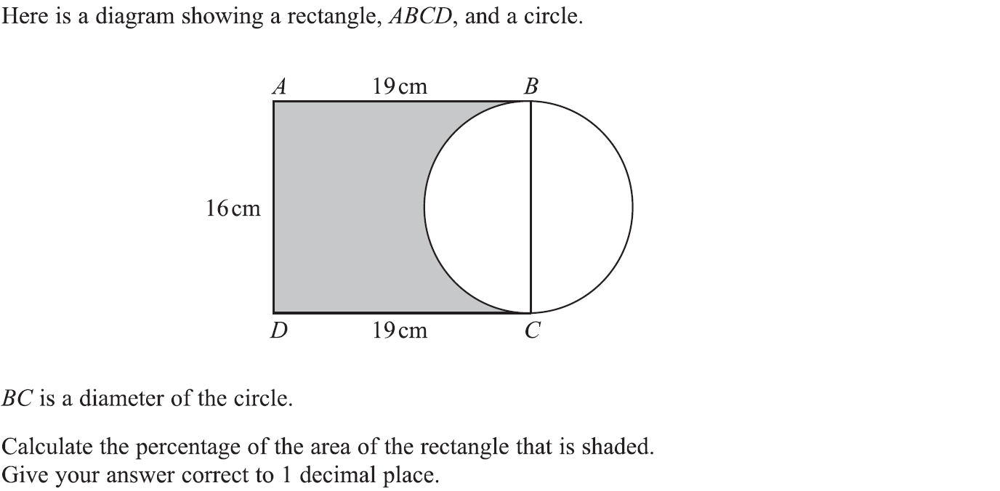 Here is a diagram showing a rectangle, ABCD, and a circle.
A 19 cm B
16 cm
D 19 cm C
BC is a diameter of the circle.
Calculate the percentage of the area of the rectangle that is shaded.
Give your answer correct to 1 decimal place.